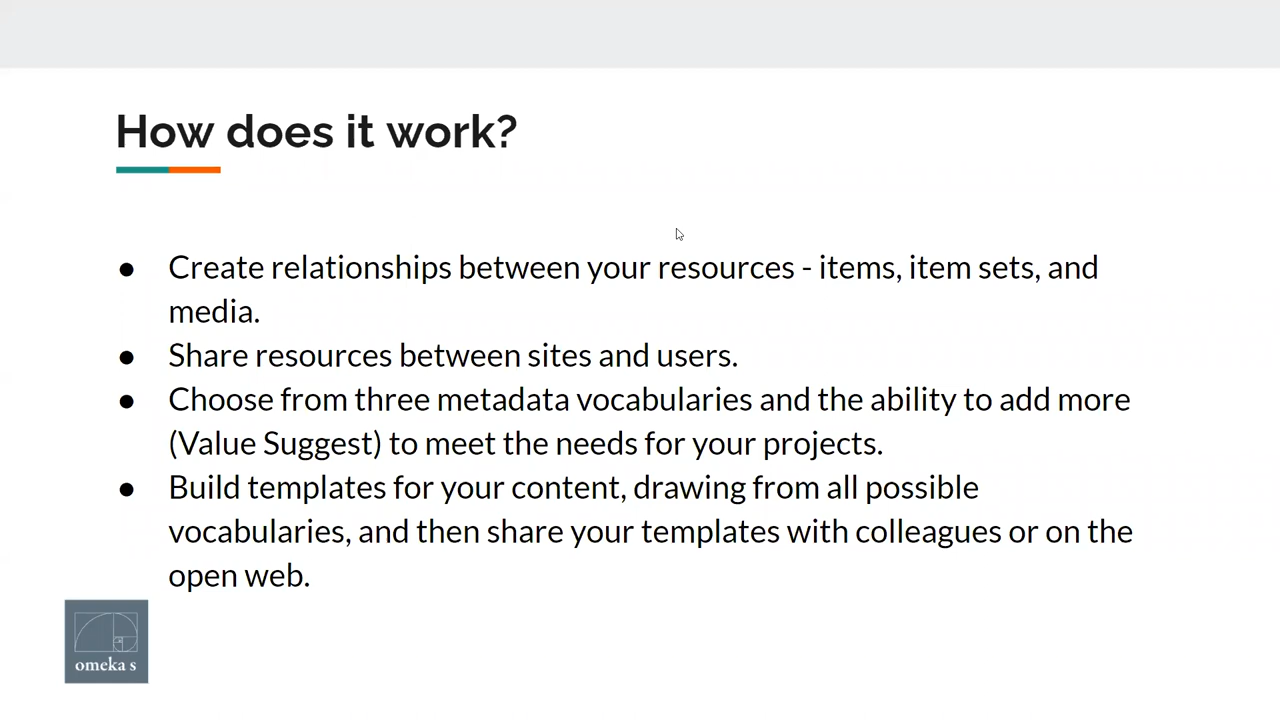 How does it work?
● Create relationships between your resources - items, item sets, and
media.
● Share resources between sites and users.
● Choose from three metadata vocabularies and the ability to add more
(Value Suggest) to meet the needs for your projects.
● Build templates for your content, drawing from all possible
vocabularies, and then share your templates with colleagues or on the
open web.
omeka s